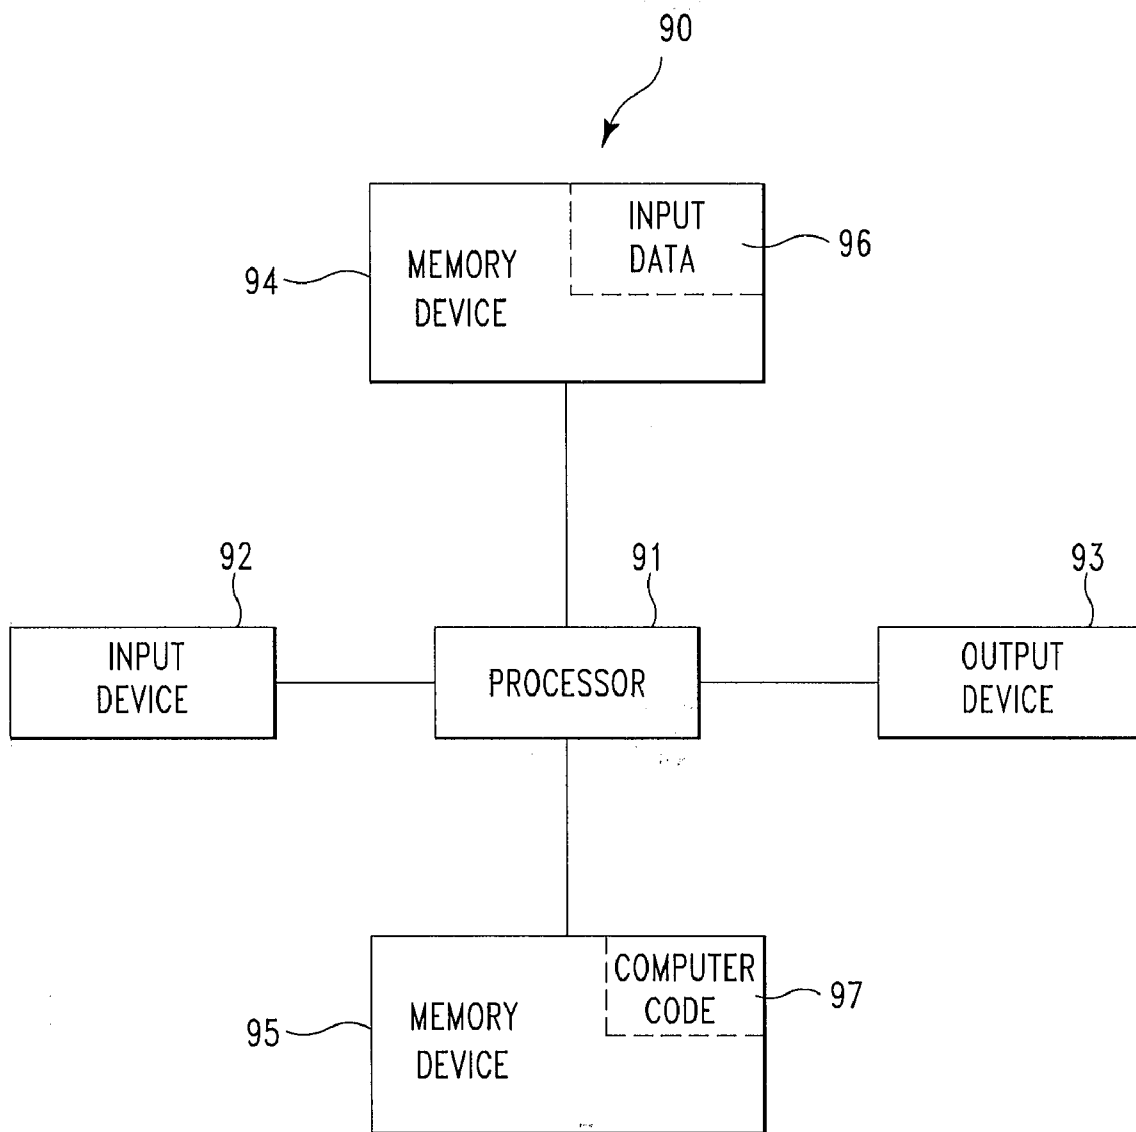 90
INPUT
DATA
96
MEMORY
DEVICE
94
92
91
93
INPUT
DEVICE
PROCESSOR
OUTPUT
DEVICE
COMPUTER
CODE
97
MEMORY
DEVICE
95